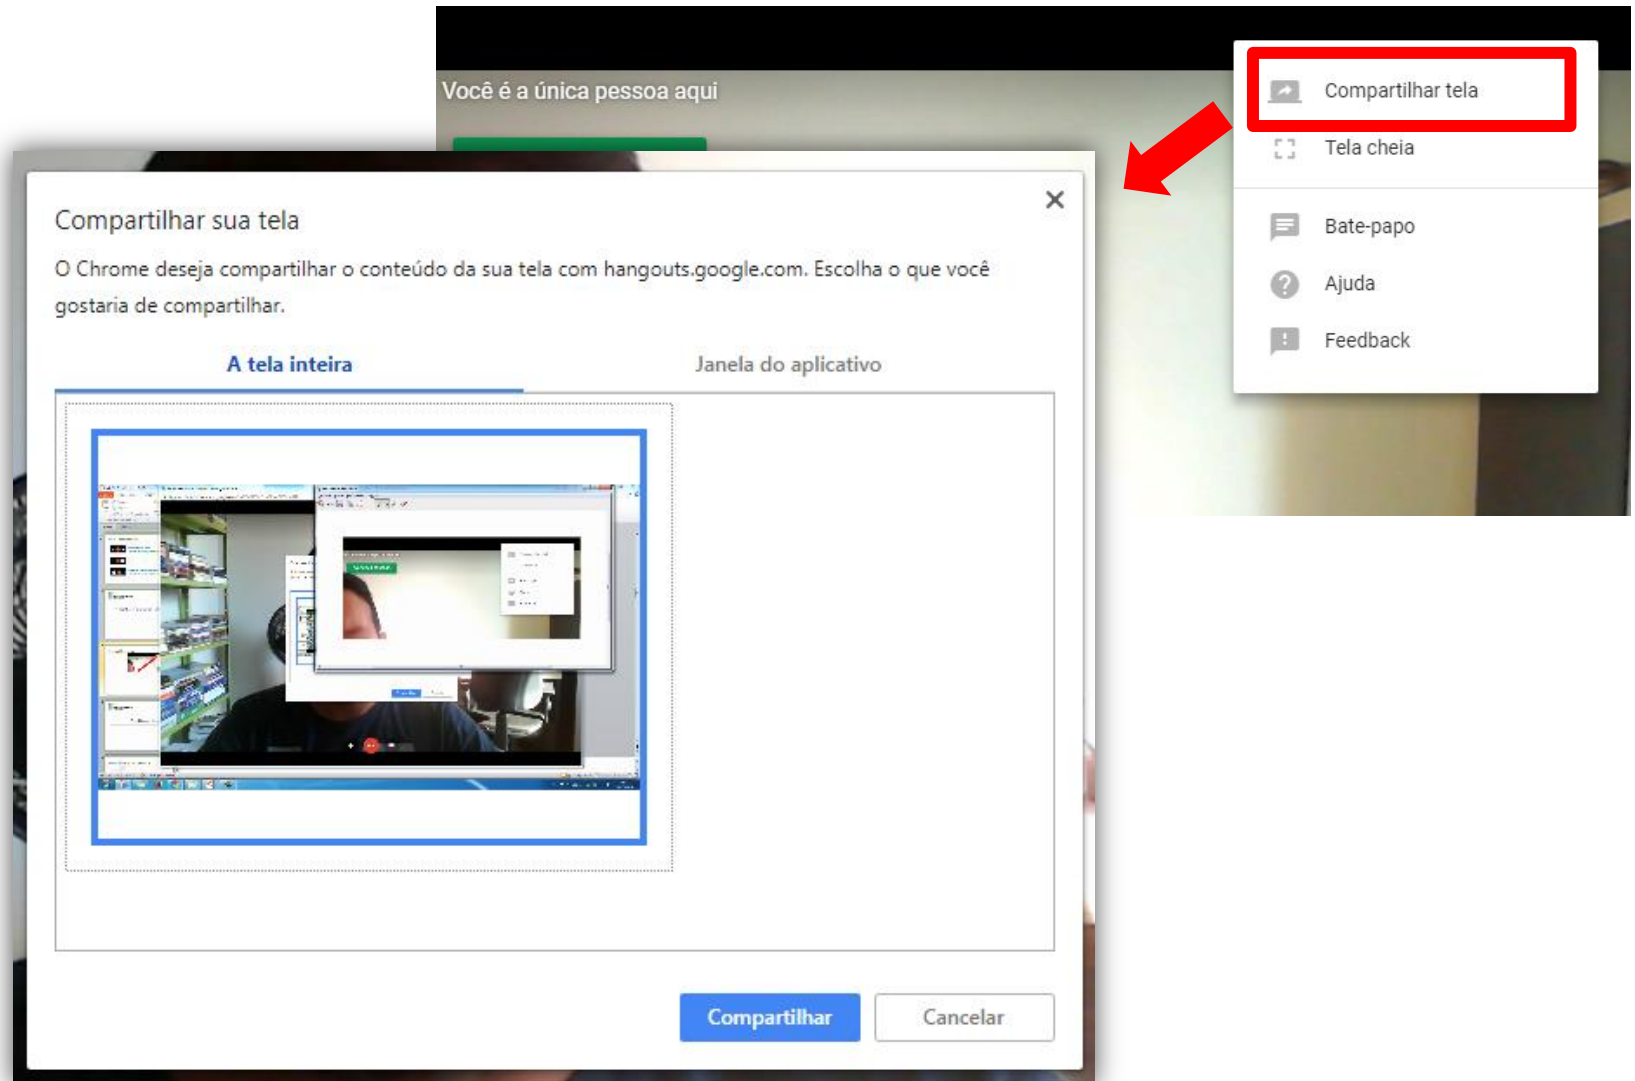 Você é a única pessoa aqui
Compartilhar tela
Tela cheia
Bate-papo
Ajuda
Feedback
Compartilhar sua tela
O Chrome deseja compartilhar o conteúdo da sua tela com hangouts.google.com. Escolha o que você
gostaria de compartilhar.
A tela inteira
Janela do aplicativo
Compartilhar
Cancelar